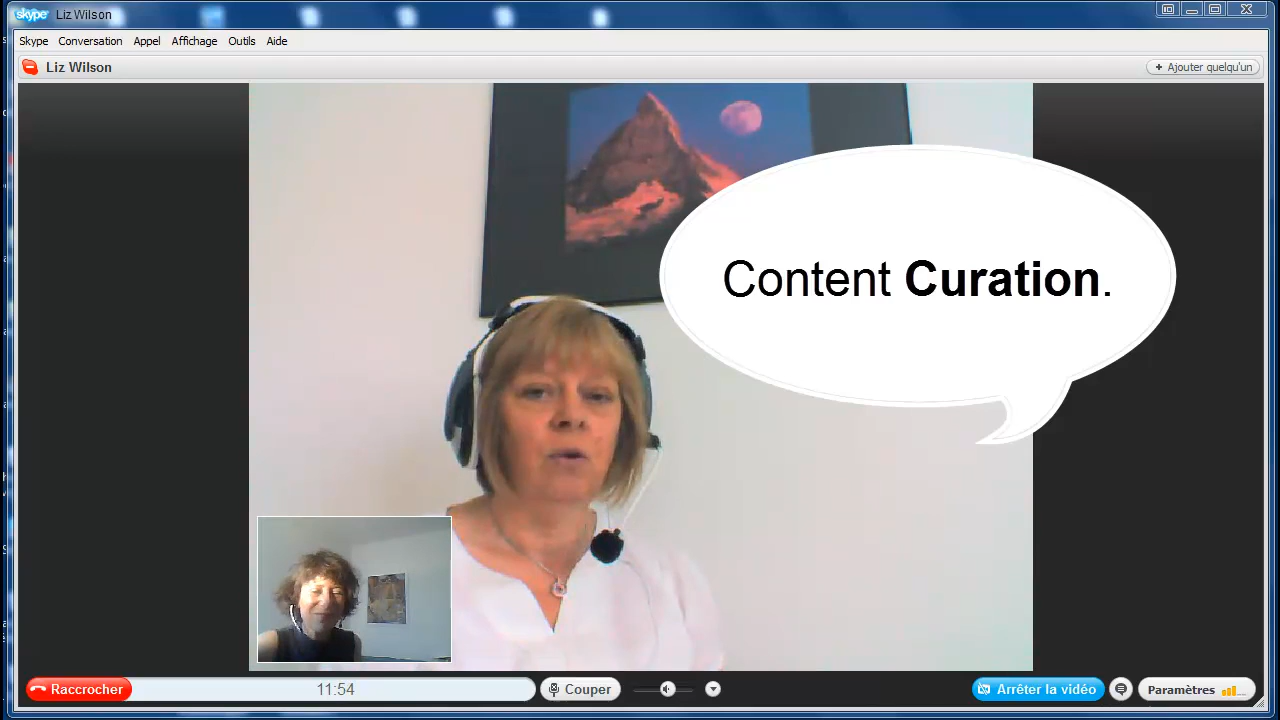 skype Liz Wilson
Skype Conversation Appel Affichage Outils Aide
Liz Wilson
+ Ajouter quelqu'un
Content Curation.
Raccrocher
11:54
Couper
Arrêter la vidéo
Paramètres